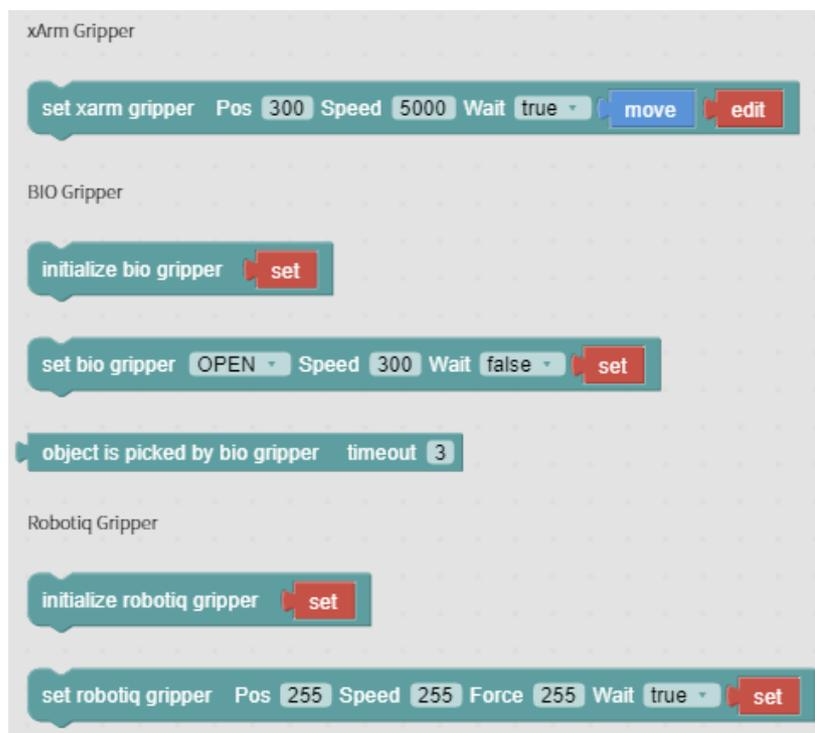 xArm Gripper
set xarm gripper Pos 300 Speed 5000 Wait true move edit
BIO Gripper
initialize bio gripper set
set bio gripper OPEN Speed 300 Wait false set
object is picked by bio gripper timeout 3
Robotiq Gripper
initialize robotiq gripper set
set robotiq gripper Pos 255 Speed 255 Force 255 Wait true set